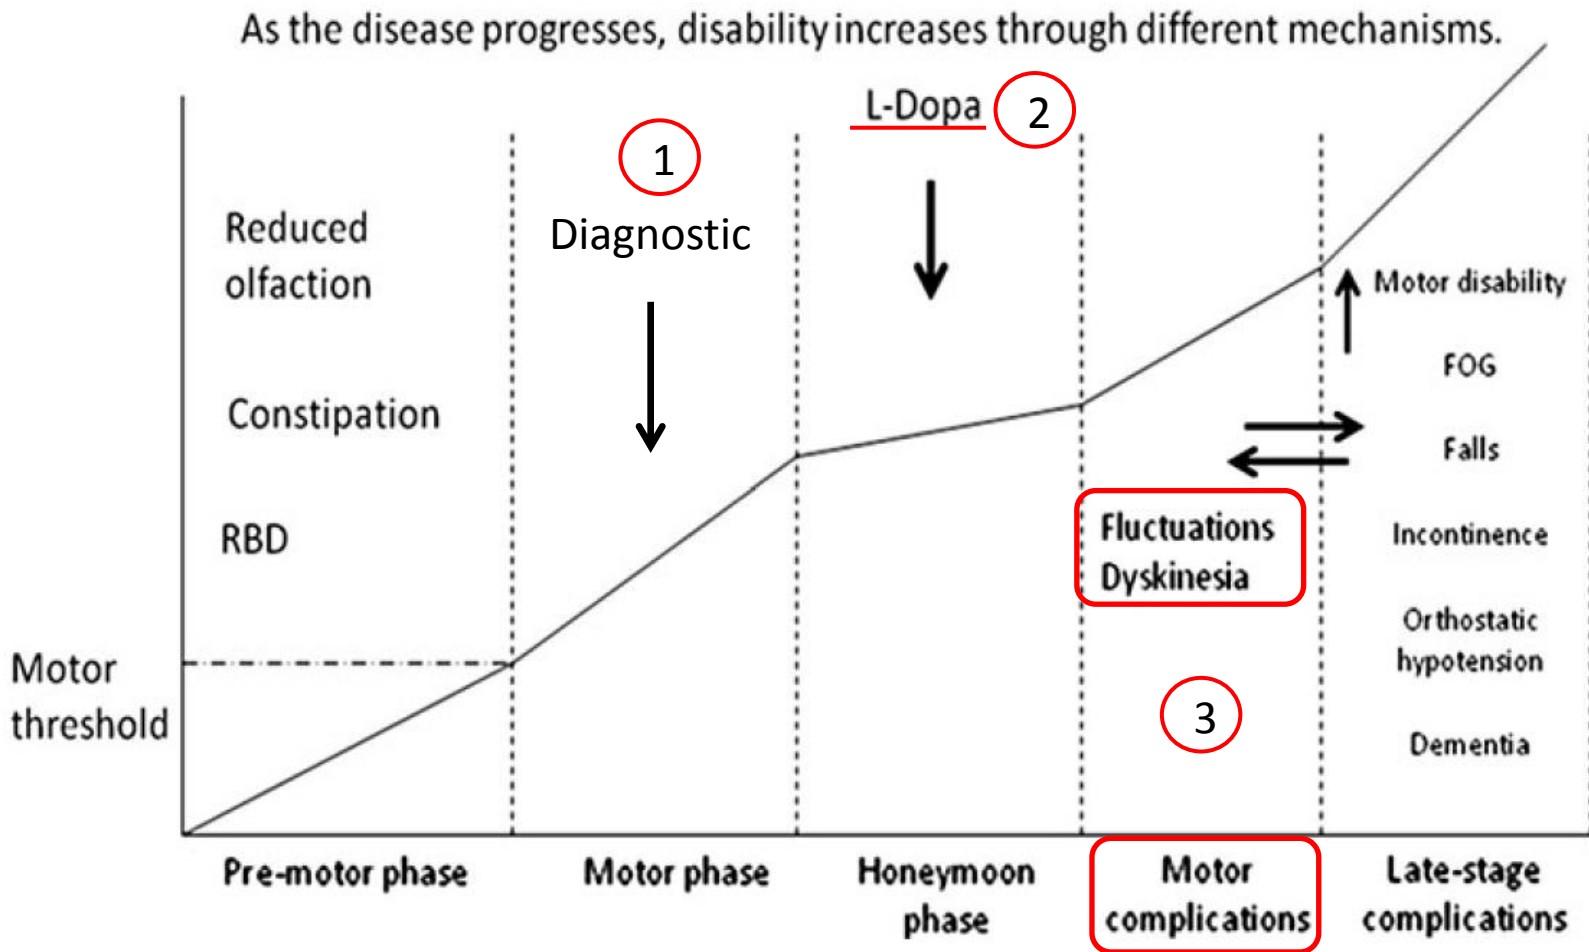 As the disease progresses, disability increases through different mechanisms.
L-Dopa
2
1
Diagnostic
Reduced
olfaction
Constipation
RBD
Motor
threshold
Fluctuations
Dyskinesia
3
Motor disability
FOG
Falls
Incontinence
Orthostatic
hypotension
Dementia
Pre-motor phase
Motor phase
Honeymoon
phase
Motor
complications
Late-stage
complications